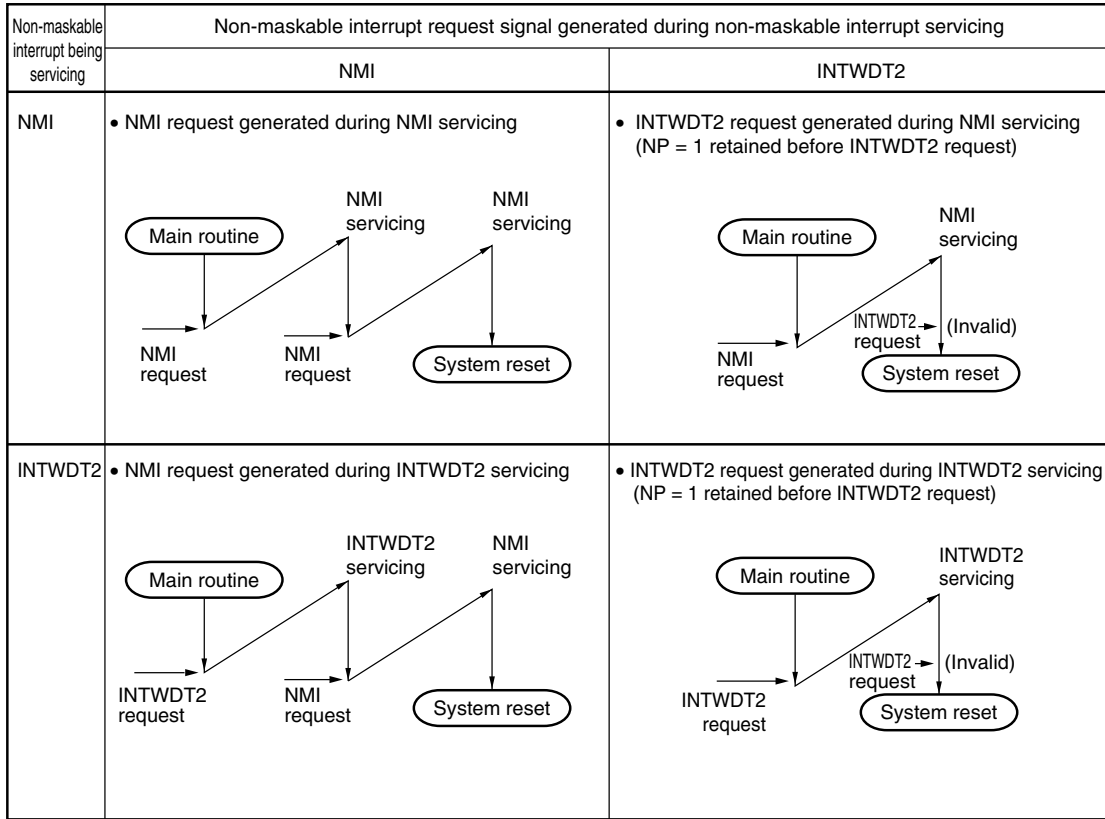 Non-maskable
interrupt being
servicing
Non-maskable interrupt request signal generated during non-maskable interrupt servicing
NMI
INTWDT2
NMI
• NMI request generated during NMI servicing
Main routine
NMI
servicing
NMI
servicing
NMI
request
NMI
request
System reset
• INTWDT2 request generated during NMI servicing
(NP = 1 retained before INTWDT2 request)
Main routine
NMI
servicing
INTWDT2
request
(Invalid)
NMI
request
System reset
INTWDT2
• NMI request generated during INTWDT2 servicing
Main routine
INTWDT2
servicing
NMI
servicing
INTWDT2
request
NMI
request
System reset
• INTWDT2 request generated during INTWDT2 servicing
(NP = 1 retained before INTWDT2 request)
Main routine
INTWDT2
servicing
INTWDT2
request
(Invalid)
INTWDT2
request
System reset